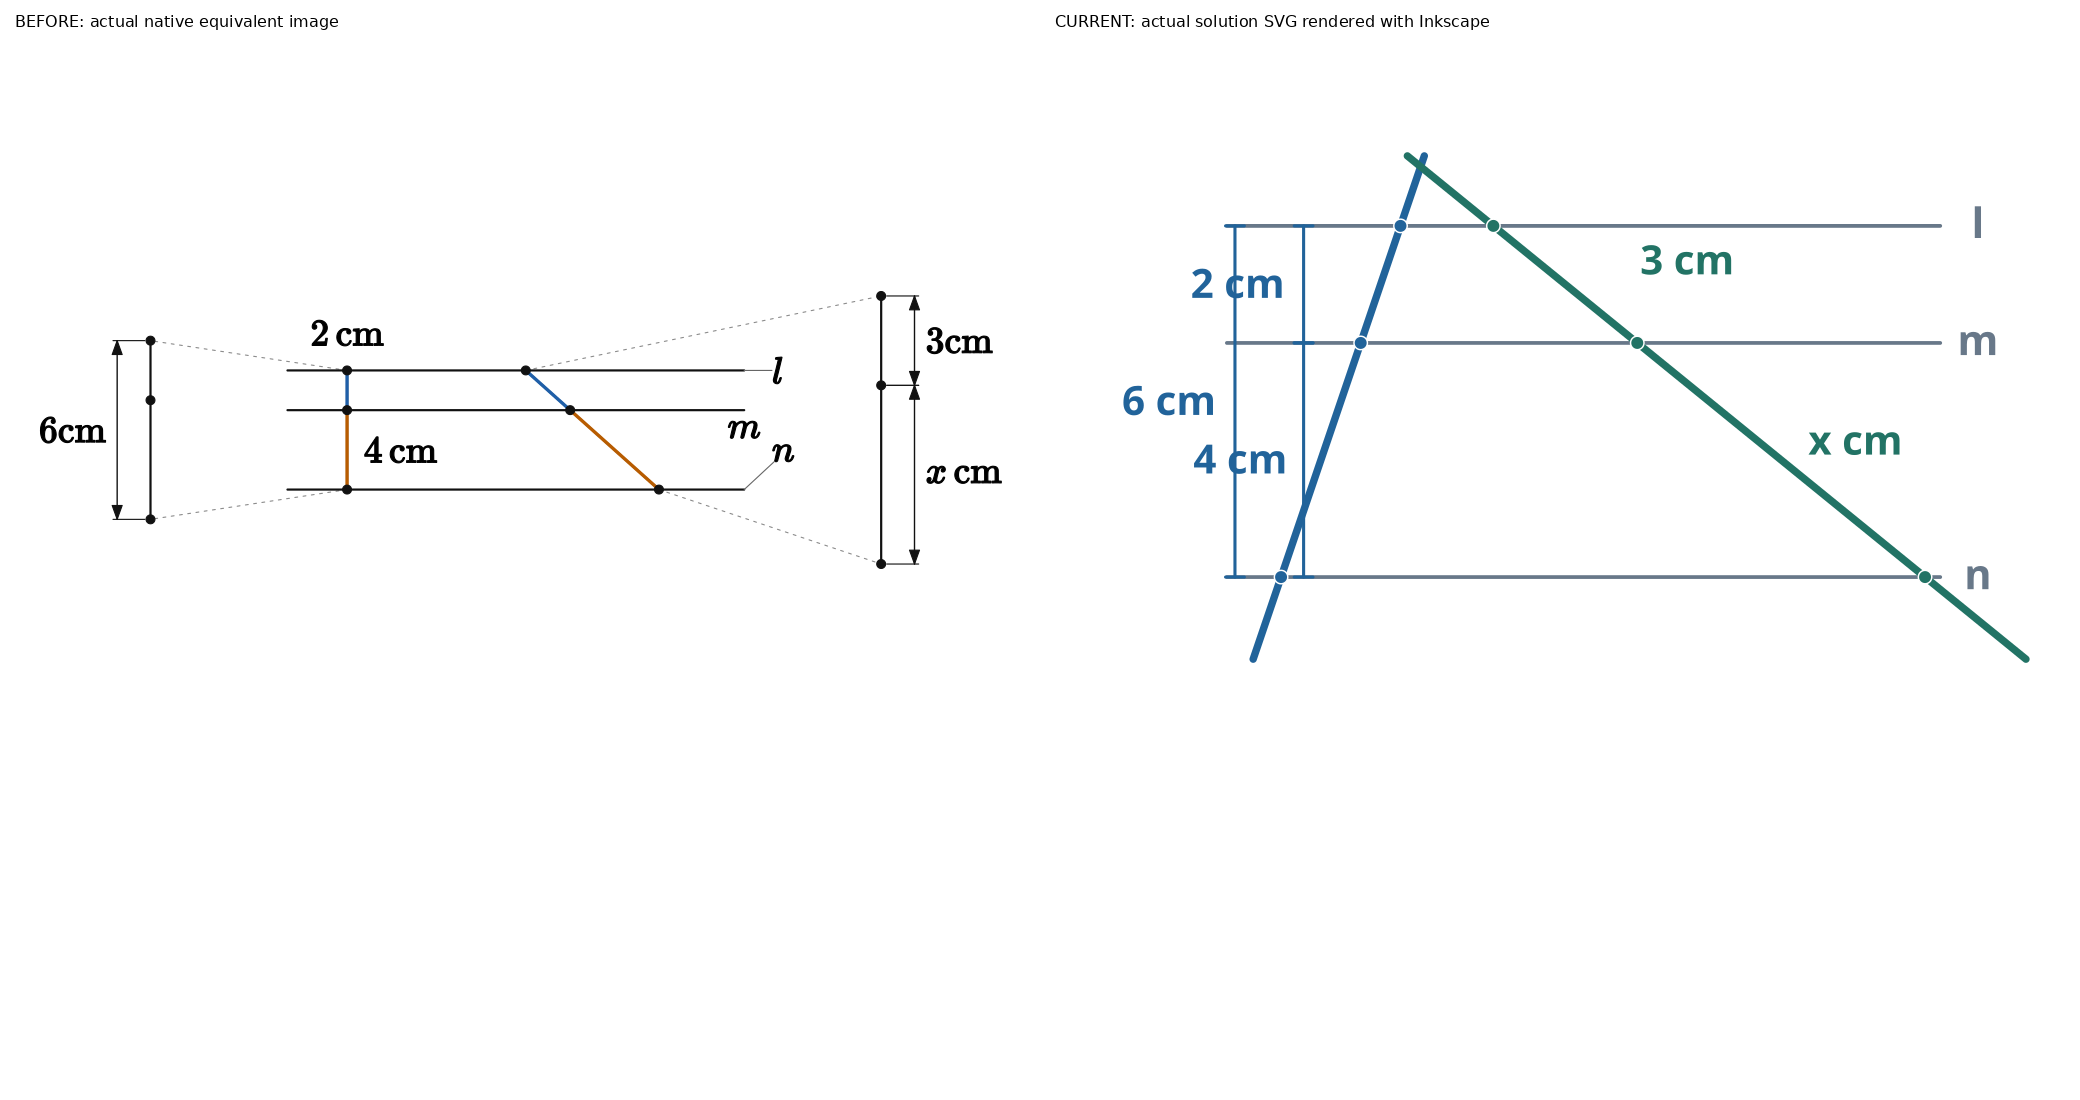 BEFORE: actual native equivalent image
2 cm
3cm
l
6cm
m
4 cm
n
x cm
CURRENT: actual solution SVG rendered with Inkscape
l
3 cm
2 cm
m
6 cm
x cm
4 cm
n